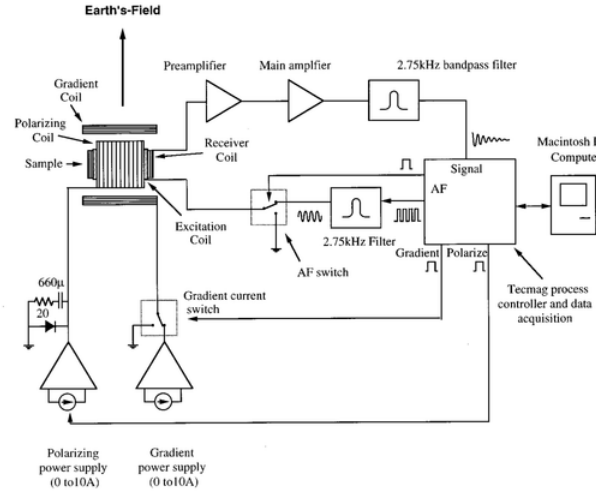 Earth's-Field
Gradient
Coil
Preamplifier
Main amplfier
2.75kHz bandpass filter
Polarizing
Coil
Sample
Receiver
Coil
Excitation
Coil
Signal
AF
Macintosh
Compute
2.75kHz Filter
AF switch
Gradient
Polarize
Tecmag process
controller and data
acquisition
660μ
20
Gradient current
switch
Polarizing
power supply
(0 to10A)
Gradient
power supply
(0 to10A)